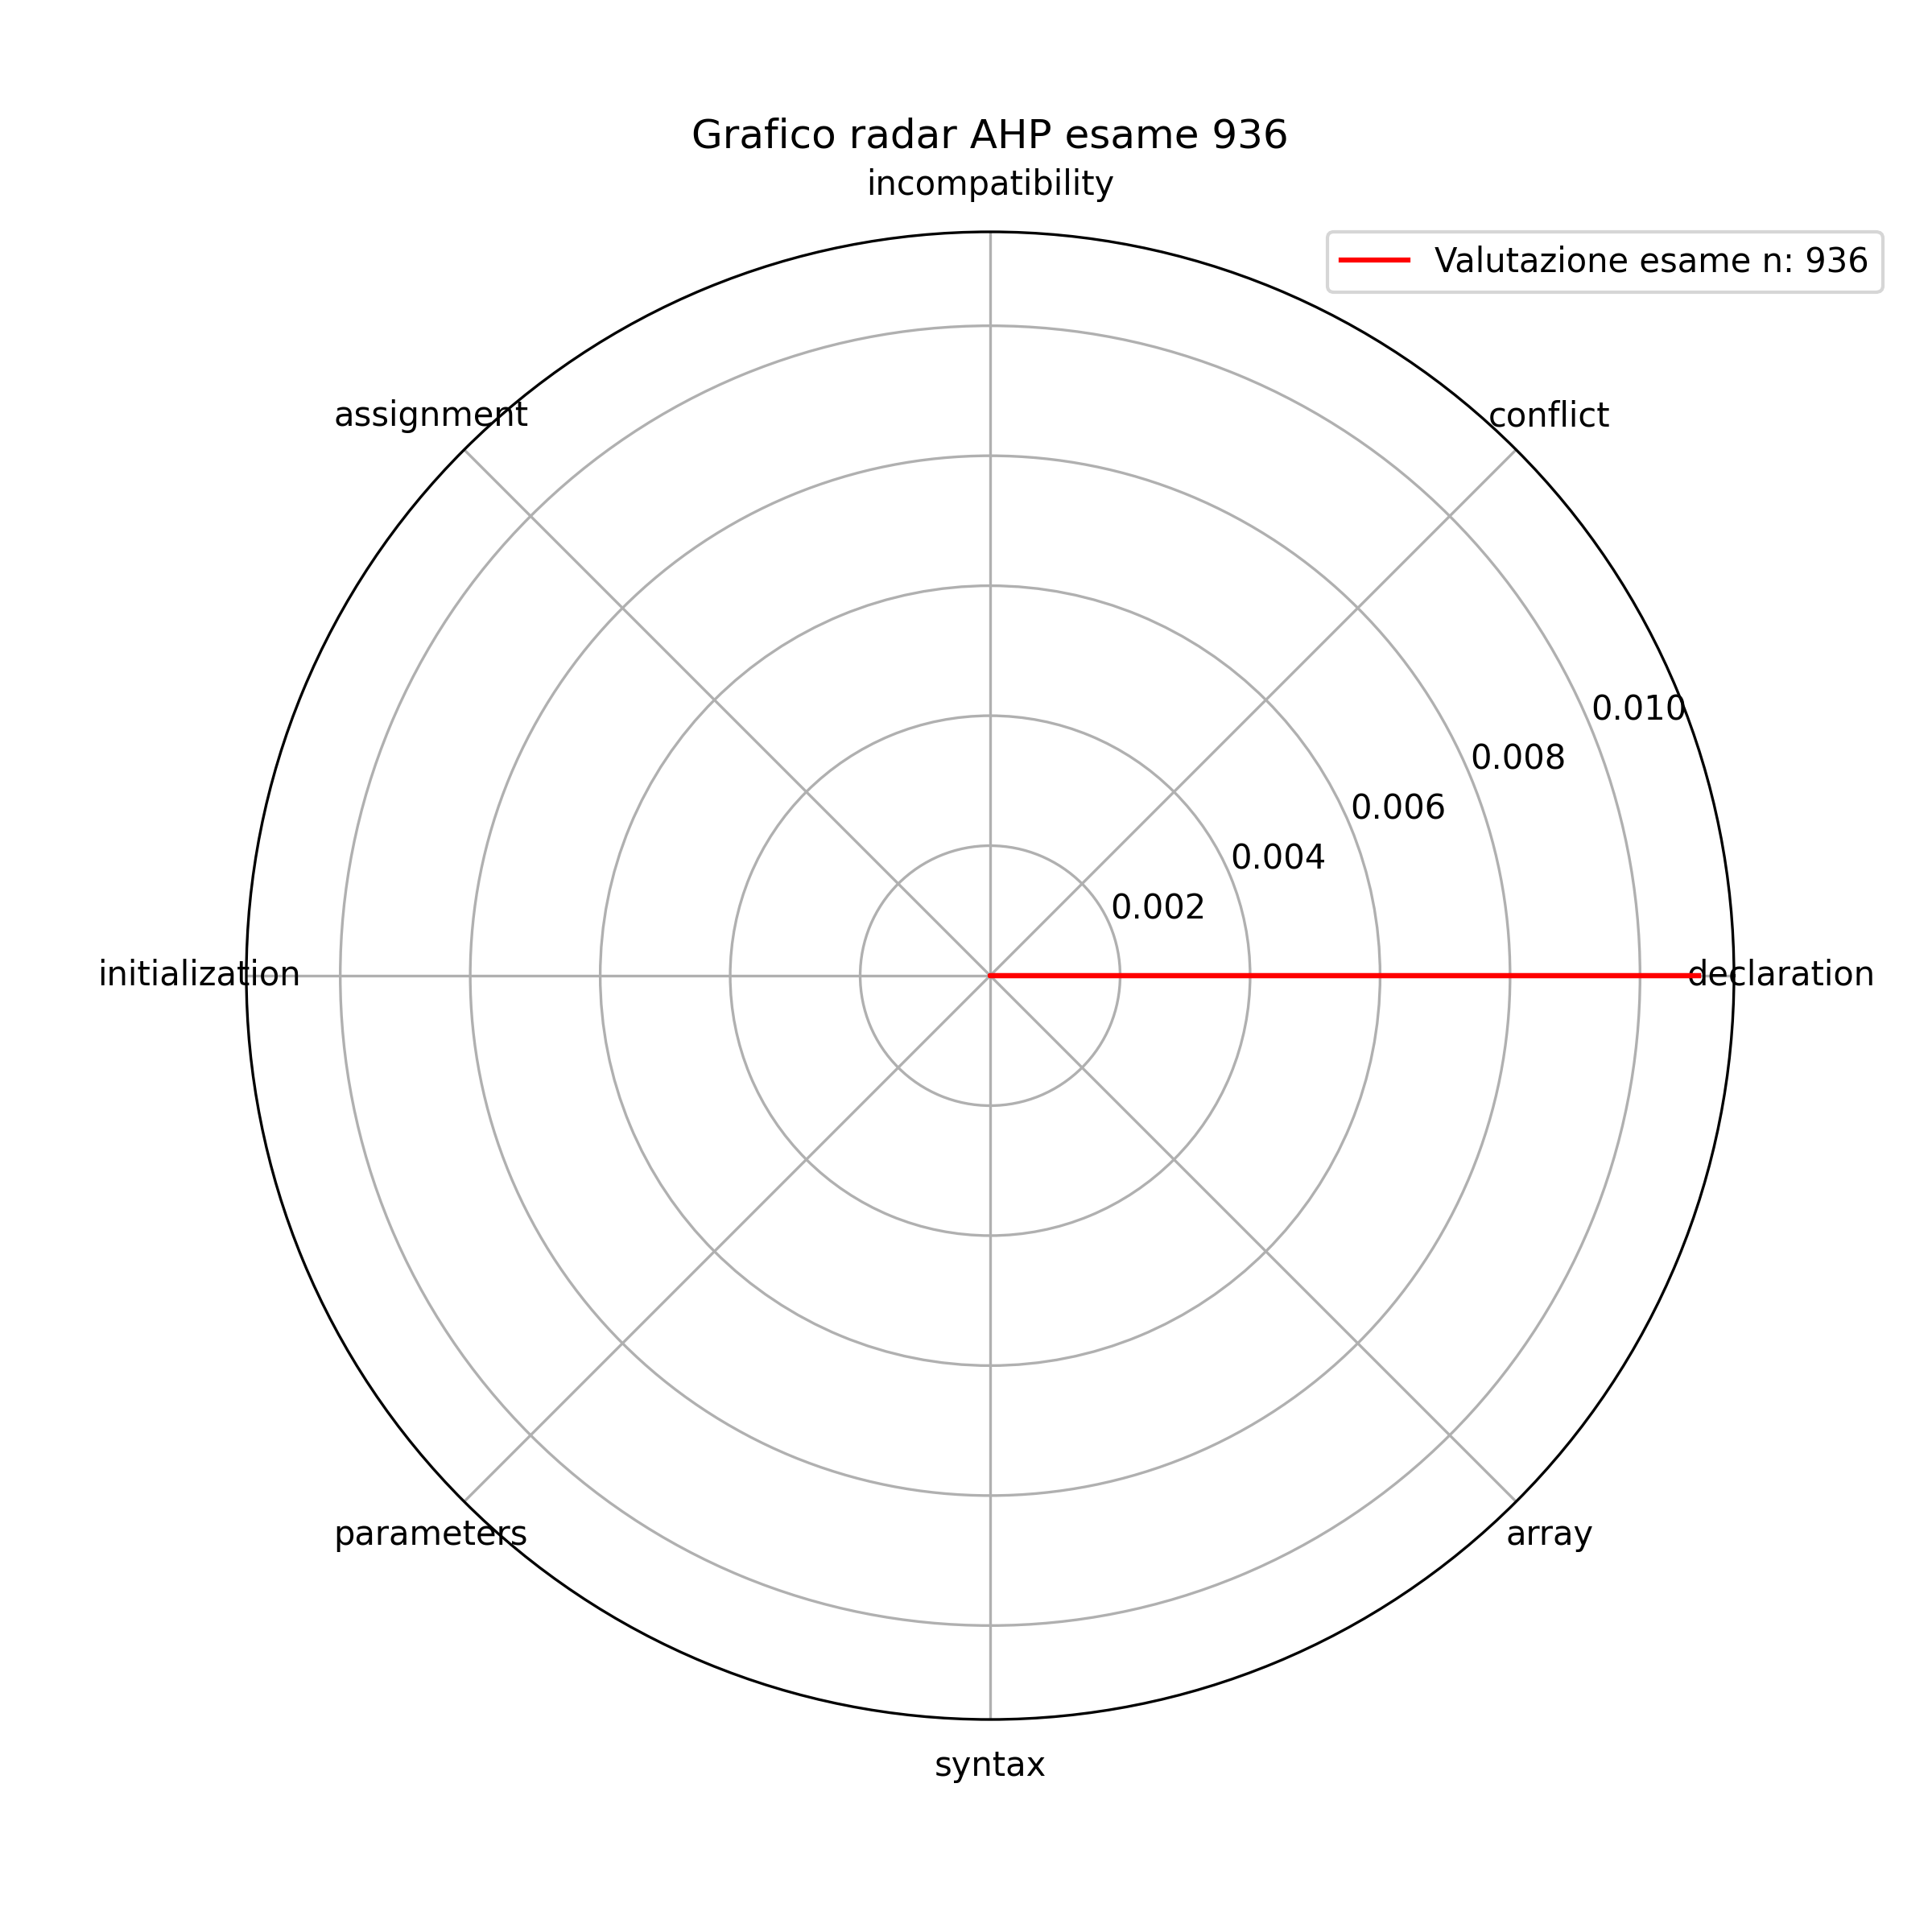 Grafico radar AHP esame 936
incompatibility
Valutazione esame n: 936
assignment
conflict
0.010
0.008
0.006
0.004
0.002
initialization
declaration
parameters
array
syntax